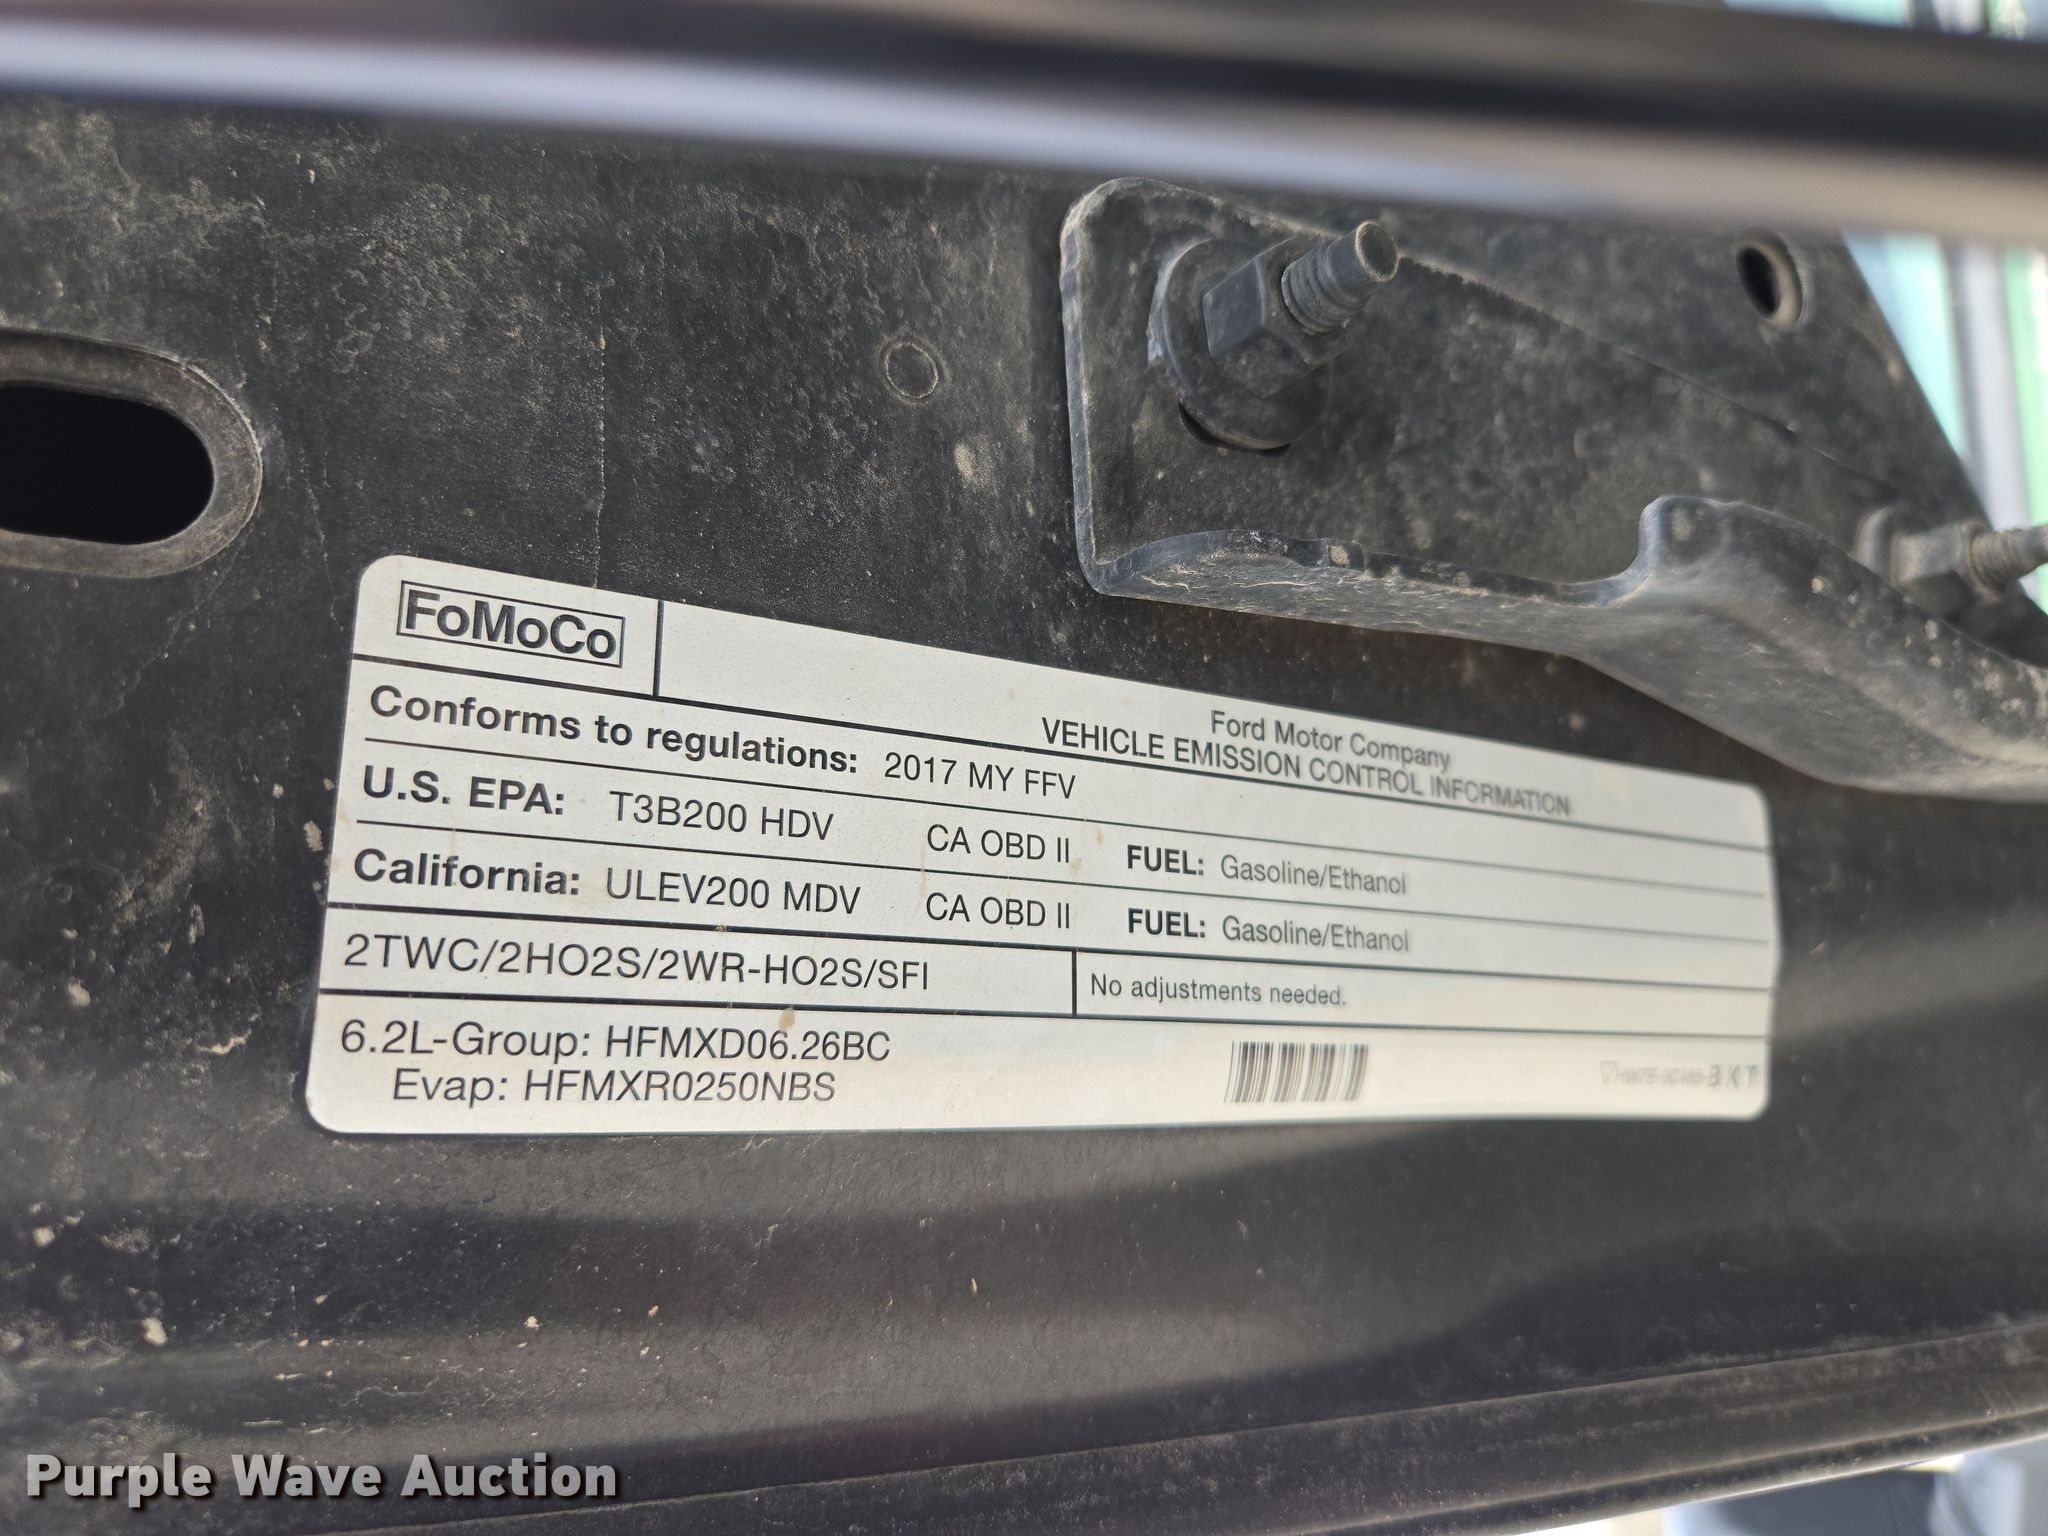 FoMoCo
Ford Motor Company
VEHICLE EMISSION CONTROL INFORMATION
Conforms to regulations: 2017 MY FFV
U.S. EPA: T3B200 HDV CA OBD II FUEL: Gasoline/Ethanol
California: ULEV200 MDV CA OBD II FUEL: Gasoline/Ethanol
2TWC/2HO2S/2WR-HO2S/SFI No adjustments needed.
6.2L-Group: HFMXD06.26BC
Evap: HFMXR0250NBS
Purple Wave Auction